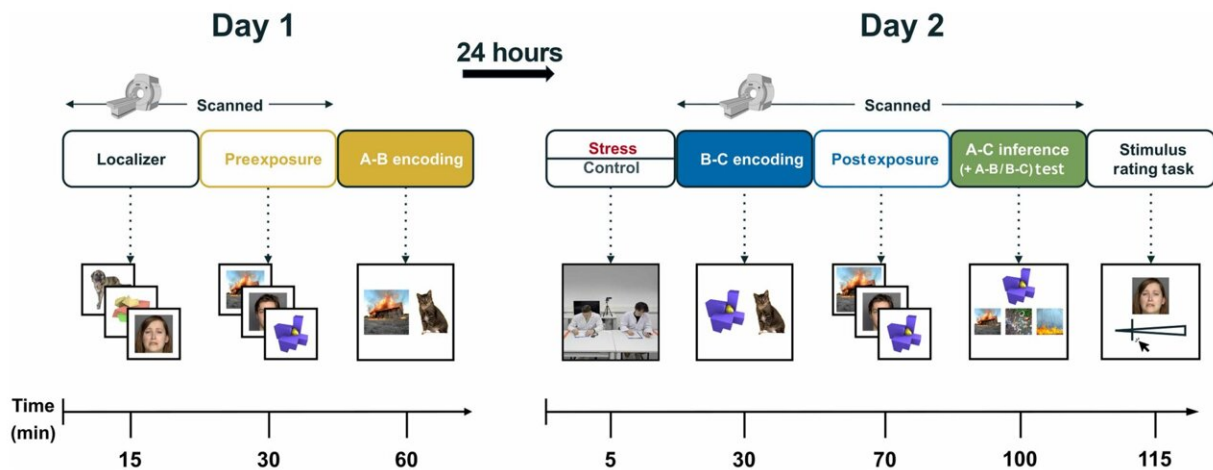 Day 1
24 hours
Day 2
Scanned
Scanned
Localizer
Preexposure
A-B encoding
Stress
Control
B-C encoding
Postexposure
A-C inference
(+ A-B/B-C) test
Stimulus
rating task
Time
(min)
15
30
60
5
30
70
100
115